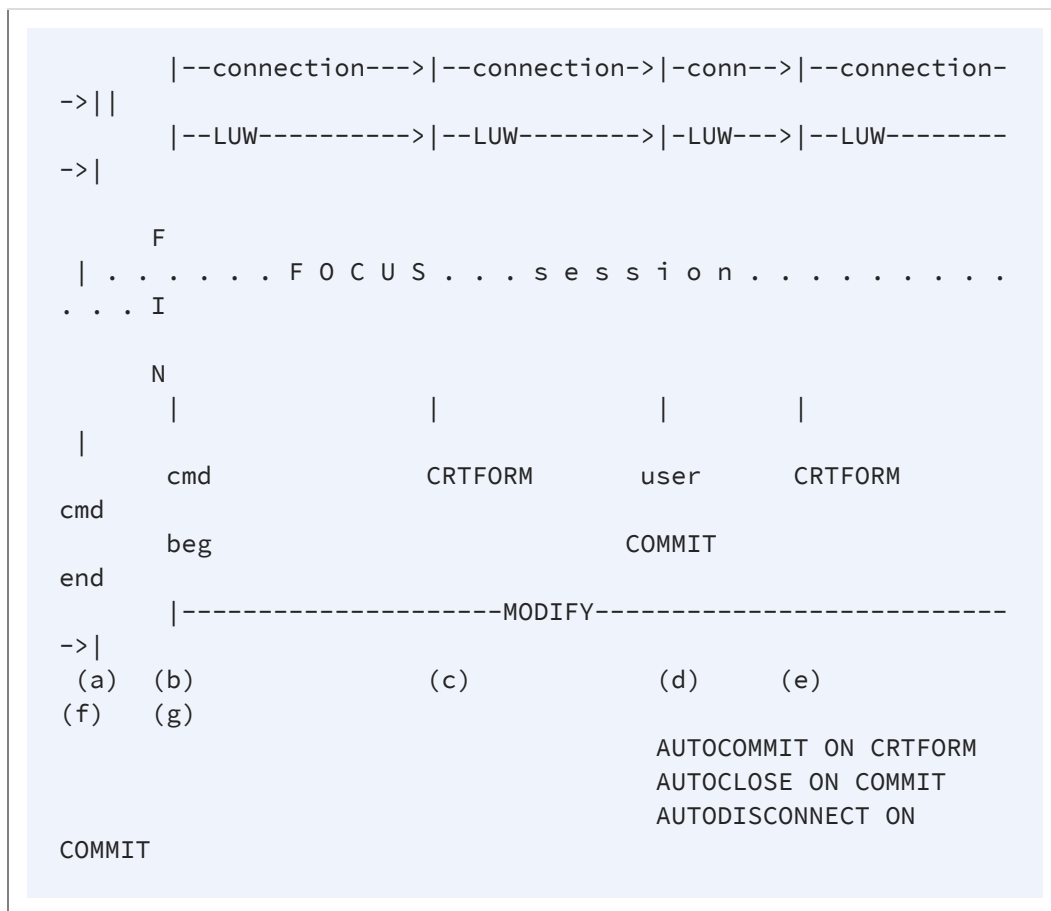 |--connection--->|--connection->|-conn-->|--connection-
->||
|--LUW---------->|--LUW-------->|-LUW--->|--LUW--------
->|
F
| . . . . . . F O C U S . . . s e s s i o n . . . . . . . . .
. . . I
N
| | | |
|
cmd CRTFORM user CRTFORM
cmd
beg COMMIT
end
|---------------------MODIFY---------------------------
->|
(a) (b) (c) (d) (e)
(f) (g)
AUTOCOMMIT ON CRTFORM
AUTOCLOSE ON COMMIT
AUTODISCONNECT ON
COMMIT